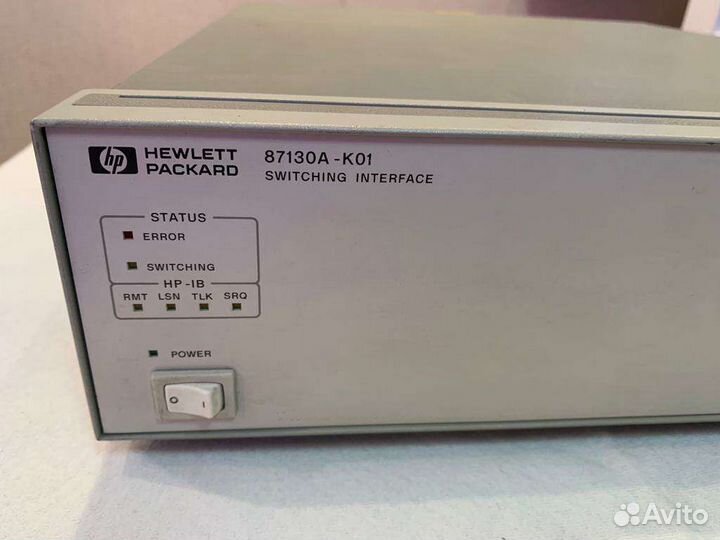 hp HEWLETT PACKARD
87130A-K01
SWITCHING INTERFACE
STATUS
ERROR
SWITCHING
HP-IB
RMT LSN TLK SRQ
POWER
O I
Avito